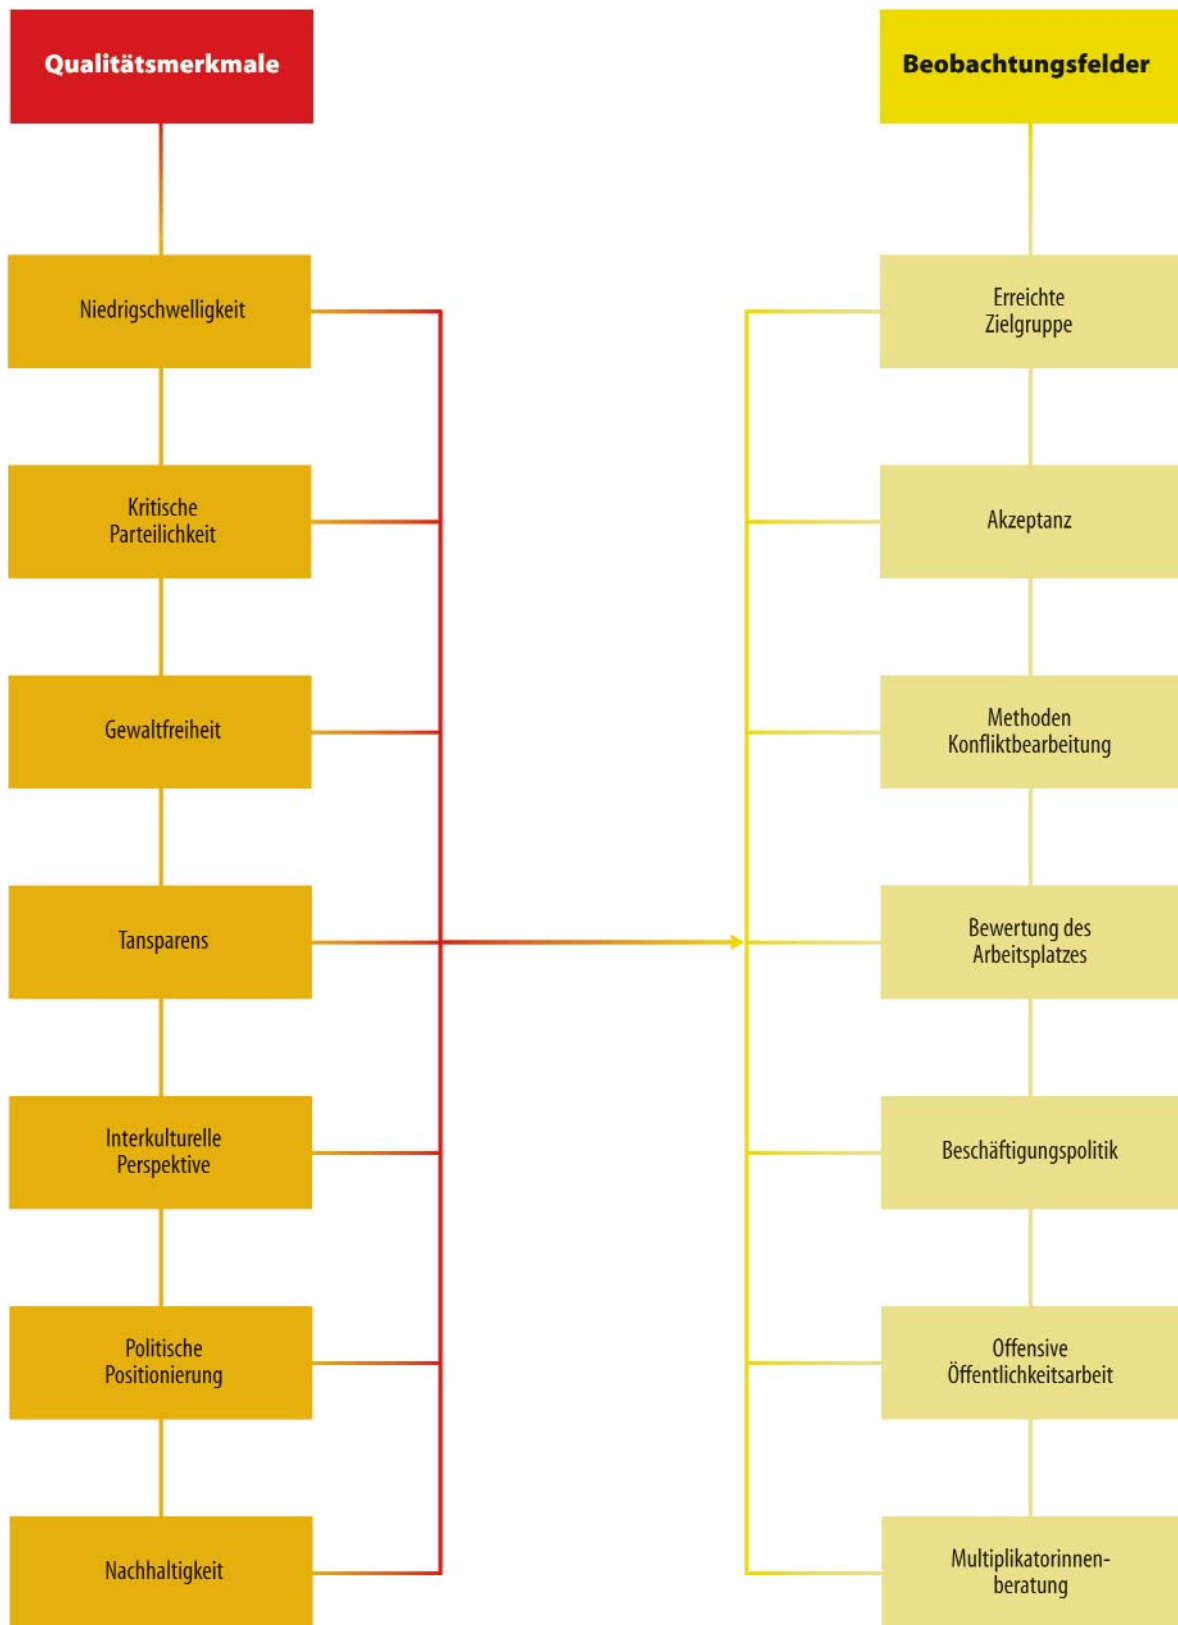 Qualitätsmerkmale
Niedrigschwelligkeit
Kritische
Parteilichkeit
Gewaltfreiheit
Tansparens
Interkulturelle
Perspektive
Politische
Positionierung
Nachhaltigkeit
Beobachtungsfelder
Erreichte
Zielgruppe
Akzeptanz
Methoden
Konfliktbearbeitung
Bewertung des
Arbeitsplatzes
Beschäftigungspolitik
Offensive
Öffentlichkeitsarbeit
Multiplikatorinnen-
beratung